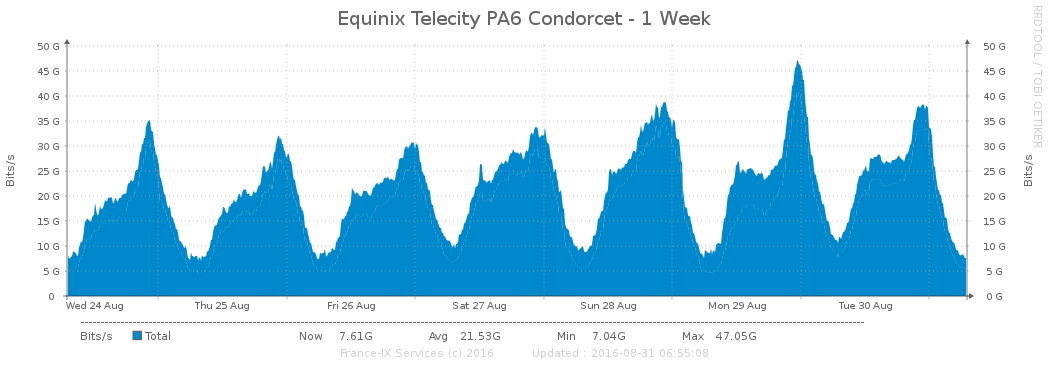 Equinix Telecity PA6 Condorcet - 1 Week
RRDTOOL / TOBI OETIKER
50 G 50 G
45 G 45 G
40 G 40 G
35 G 35 G
30 G 30 G
25 G 25 G
20 G 20 G
15 G 15 G
10 G 10 G
5 G 5 G
0 0 G
Bits/s
Bits/s
Wed 24 Aug Thu 25 Aug Fri 26 Aug Sat 27 Aug Sun 28 Aug Mon 29 Aug Tue 30 Aug
Bits/s Total Now 7.61G Avg 21.53G Min 7.04G Max 47.05G
France-IX Services (c) 2016 Updated : 2016-08-31 06:55:08